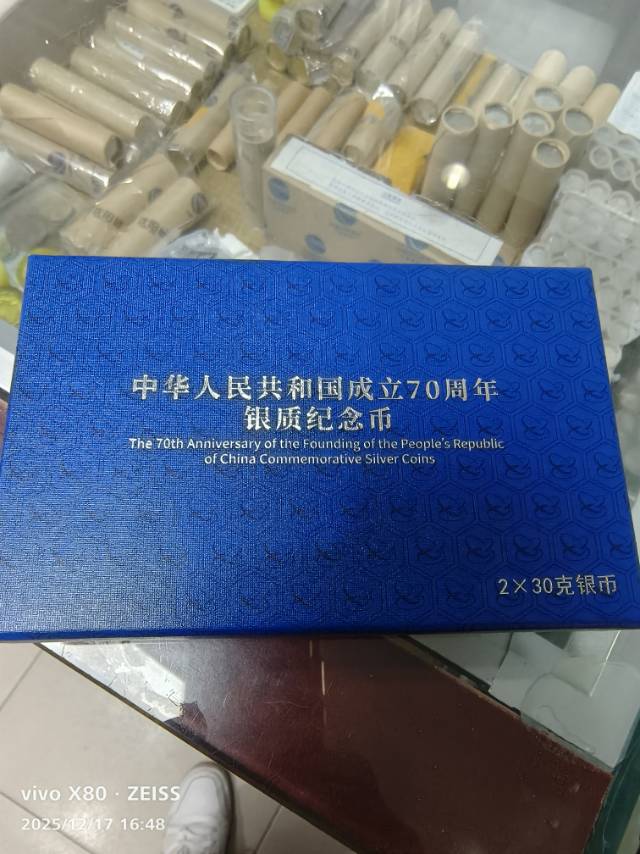 中华人民共和国成立70周年
银质纪念币
The 70th Anniversary of the Founding of the People's Republic
of China Commemorative Silver Coins
2×30克银币
vivo X80 · ZEISS
2025/12/17 16:48